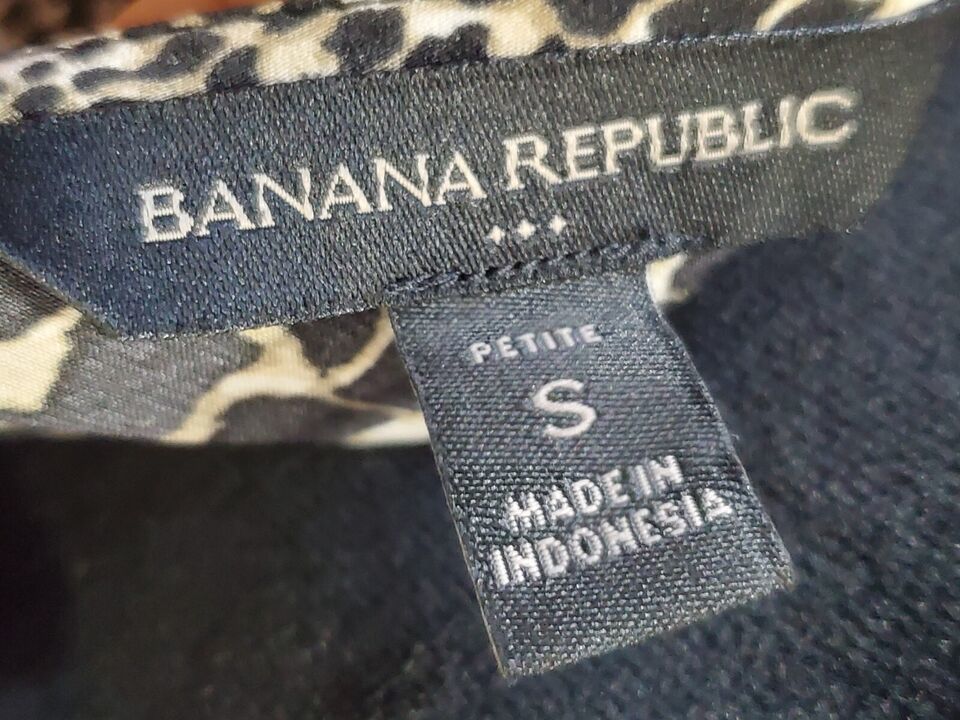 BANANA REPUBLIC
PETITE
S
MADE IN
INDONESIA